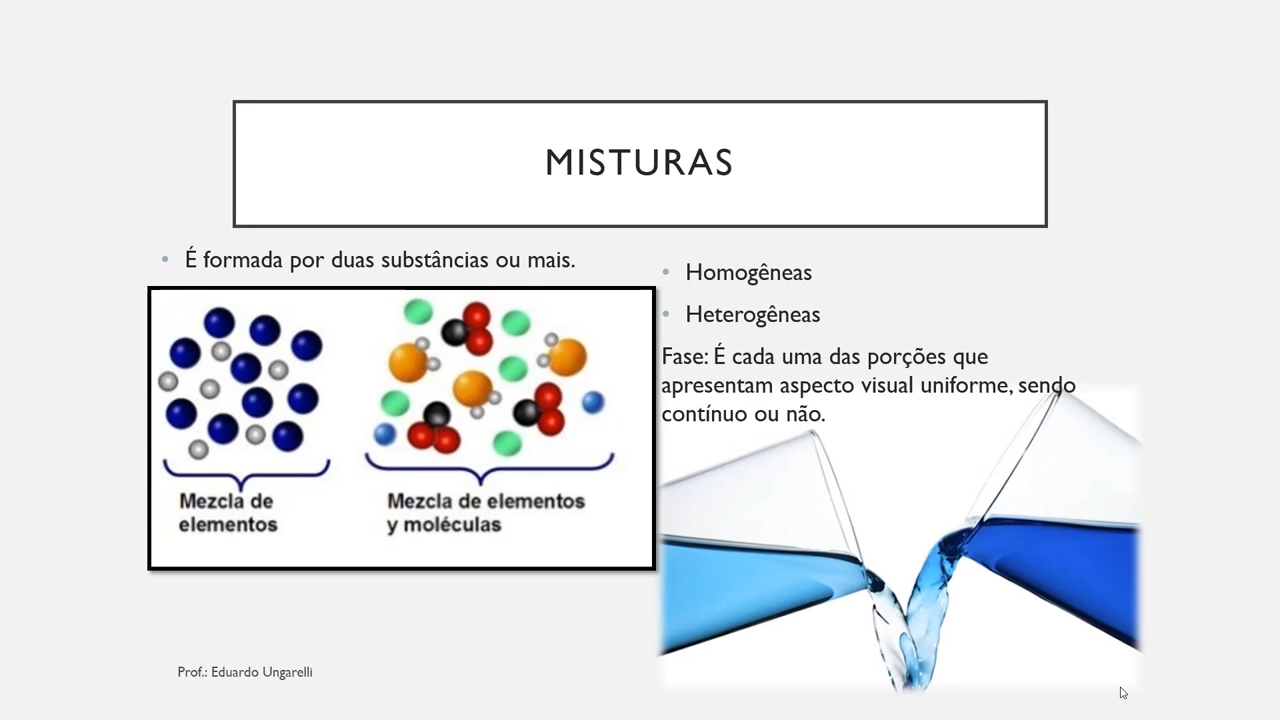 MISTURAS
É formada por duas substâncias ou mais.
Mezcla de
elementos
Mezcla de elementos
y moléculas
Homogêneas
Heterogêneas
Fase: É cada uma das porções que
apresentam aspecto visual uniforme, sendo
contínuo ou não.
Prof.: Eduardo Ungarelli